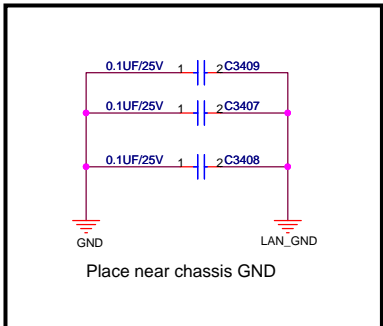 0.1UF/25V 1 2 C3409
0.1UF/25V 1 2 C3407
0.1UF/25V 1 2 C3408
GND LAN_GND
Place near chassis GND